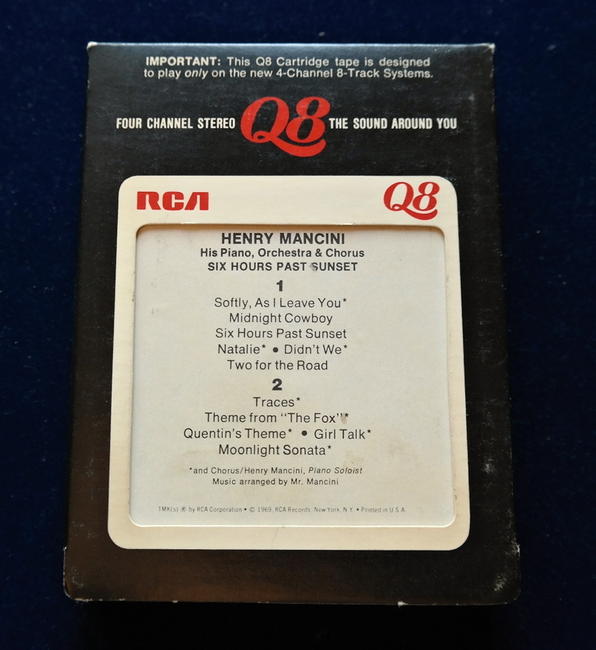 IMPORTANT: This Q8 Cartridge tape is designed
to play only on the new 4-Channel 8-Track Systems.
FOUR CHANNEL STEREO Q8 THE SOUND AROUND YOU
RCA Q8
HENRY MANCINI
His Piano, Orchestra & Chorus
SIX HOURS PAST SUNSET
1
Softly, As I Leave You*
Midnight Cowboy
Six Hours Past Sunset
Natalie* • Didn't We*
Two for the Road
2
Traces*
Theme from "The Fox"*
Quentin's Theme* • Girl Talk*
Moonlight Sonata*
*and Chorus/Henry Mancini, Piano Soloist
Music arranged by Mr. Mancini
TMK(s) ® by RCA Corporation • © 1969, RCA Records, New York, N.Y. • Printed in U.S.A.